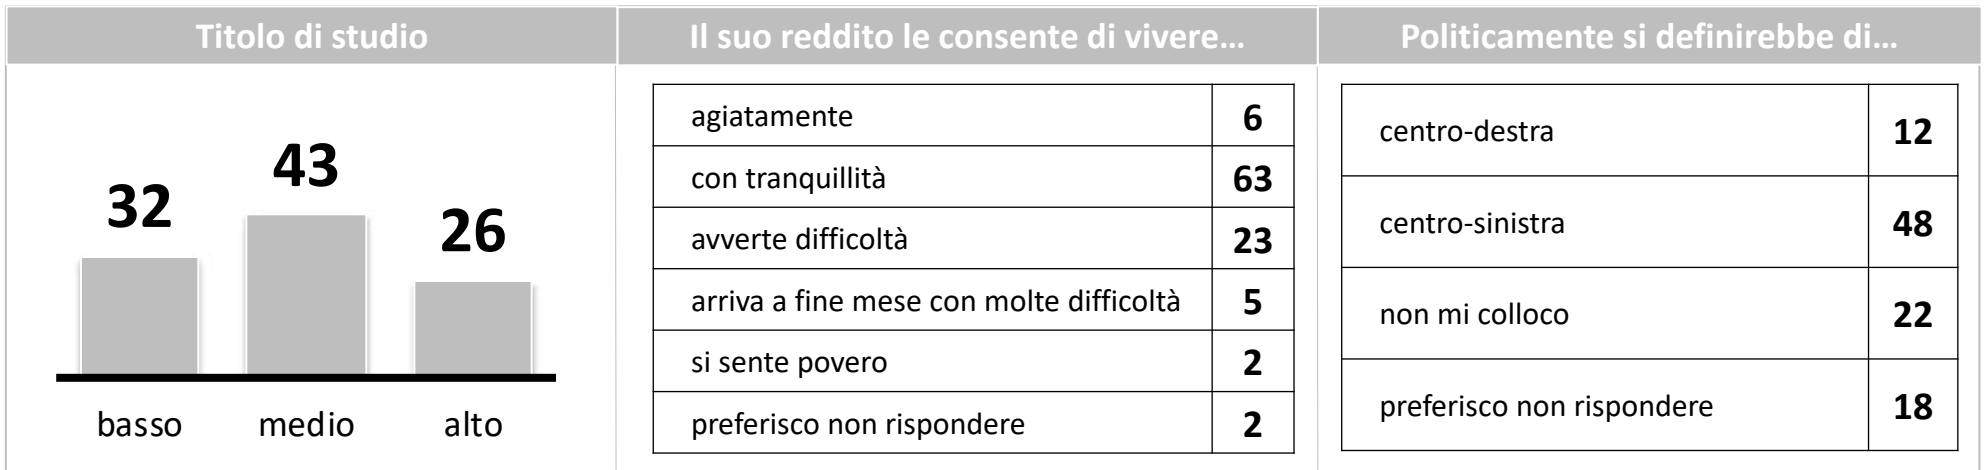 Titolo di studio
32
43
26
basso
medio
alto
Il suo reddito le consente di vivere...
agiatamente 6
con tranquillità 63
avverte difficoltà 23
arriva a fine mese con molte difficoltà 5
si sente povero 2
preferisco non rispondere 2
Politicamente si definirebbe di...
centro-destra 12
centro-sinistra 48
non mi colloco 22
preferisco non rispondere 18